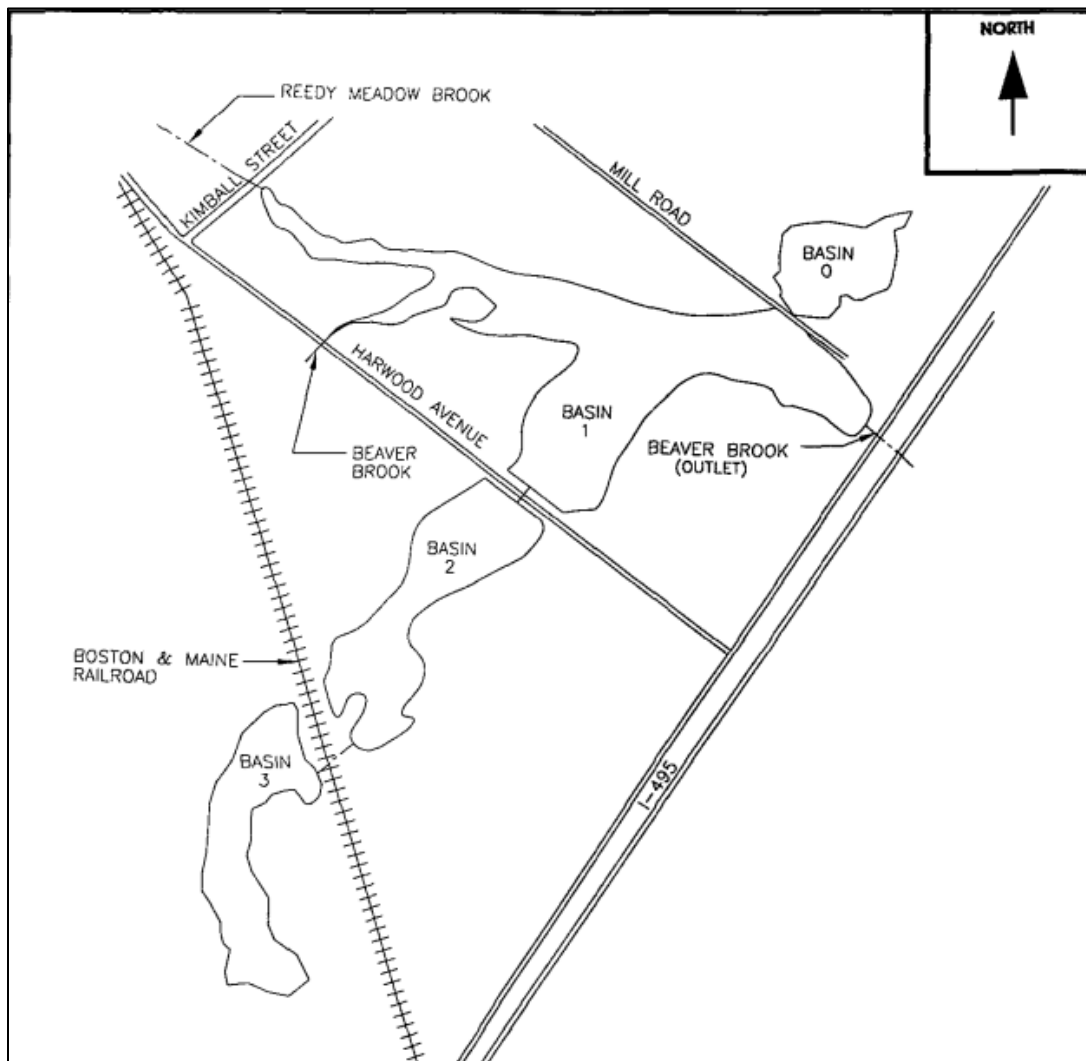 NORTH
REEDY MEADOW BROOK
KIMBALL STREET
MILL ROAD
BASIN
0
HARWOOD AVENUE
BASIN
1
BEAVER BROOK
(OUTLET)
BEAVER
BROOK
BASIN
2
BOSTON & MAINE
RAILROAD
BASIN
3
I-495